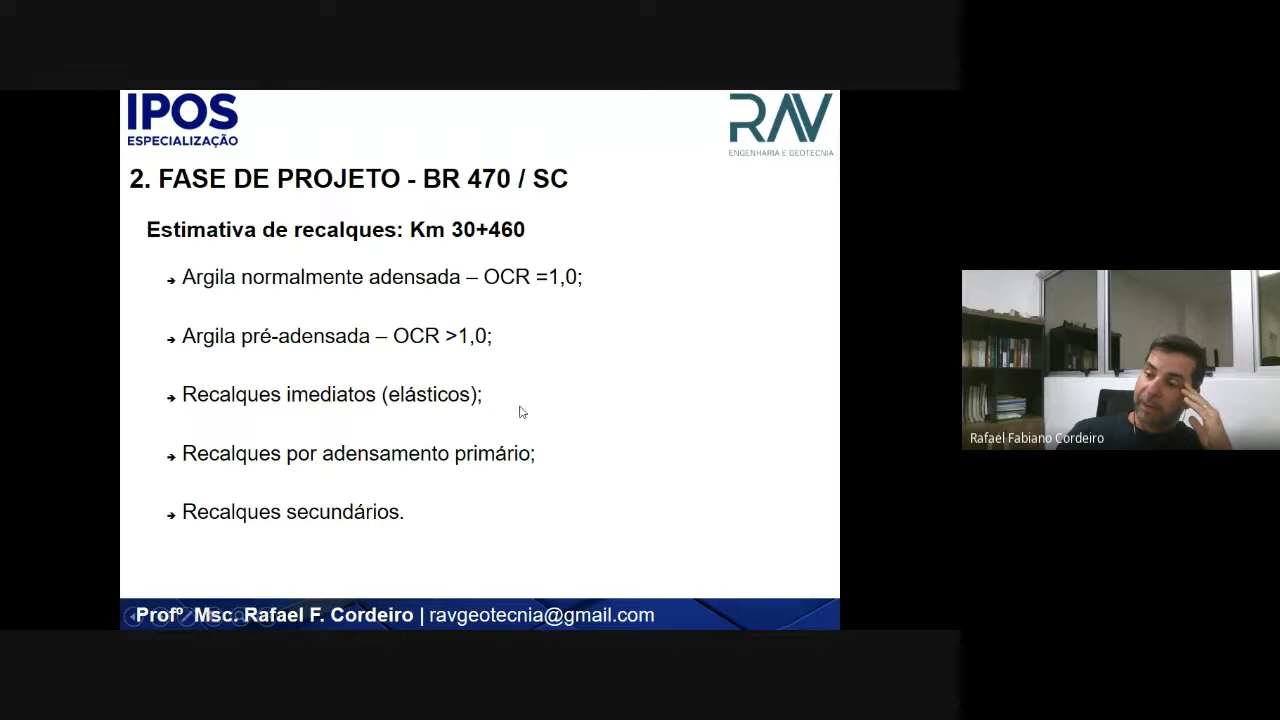 IPOS
ESPECIALIZAÇÃO
RAV
ENGENHARIA E GEOTECNIA
2. FASE DE PROJETO - BR 470 / SC
Estimativa de recalques: Km 30+460
Argila normalmente adensada – OCR =1,0;
Argila pré-adensada – OCR >1,0;
Recalques imediatos (elásticos);
Recalques por adensamento primário;
Recalques secundários.
Profº Msc. Rafael F. Cordeiro | ravgeotecnia@gmail.com
Rafael Fabiano Cordeiro